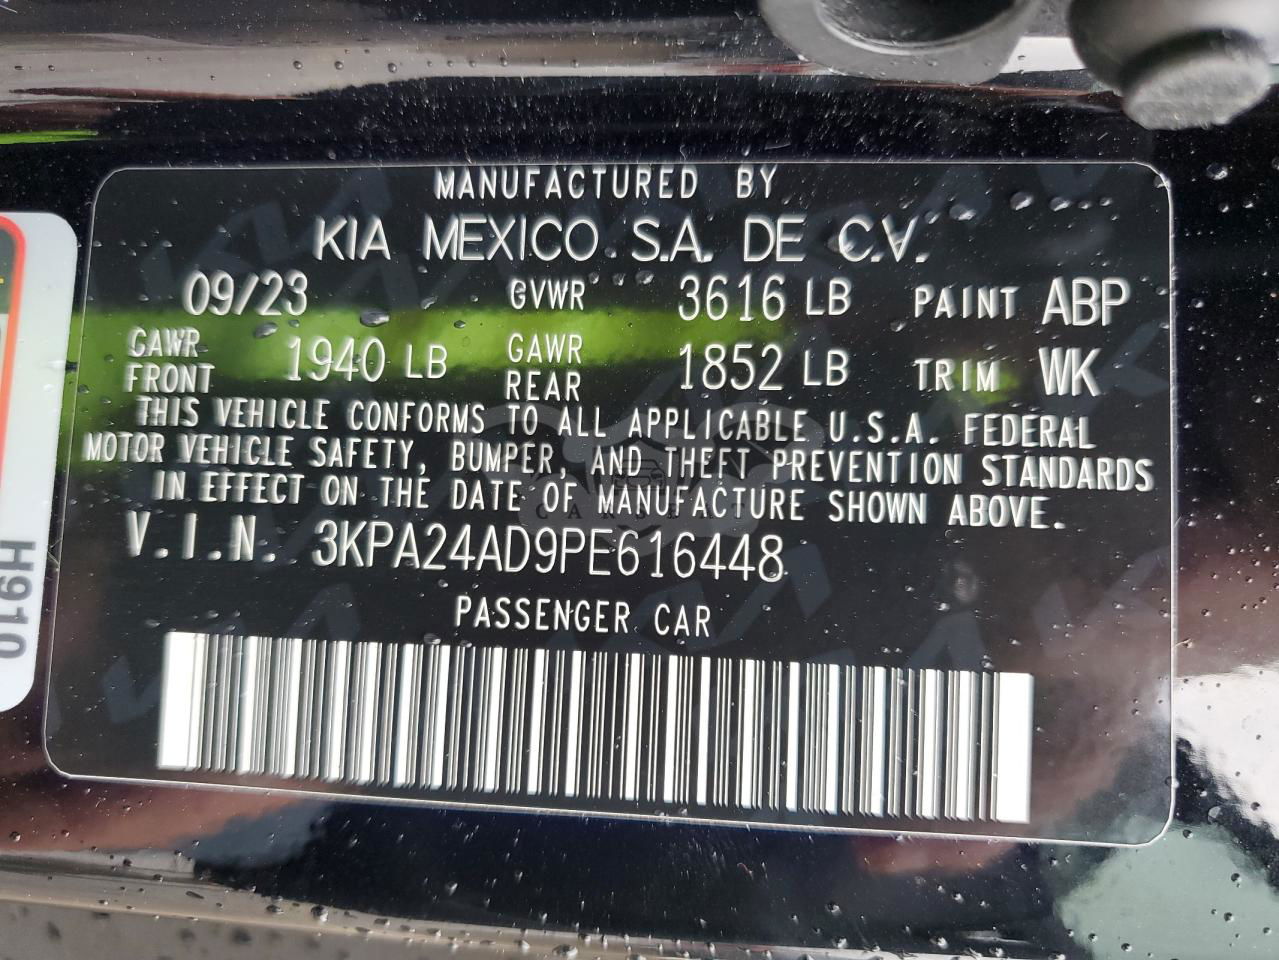 MANUFACTURED BY
KIA MEXICO S.A. DE C.V.
09/23 GVWR 3616 LB PAINT ABP
GAWR FRONT 1940 LB GAWR REAR 1852 LB TRIM WK
THIS VEHICLE CONFORMS TO ALL APPLICABLE U.S.A. FEDERAL
MOTOR VEHICLE SAFETY, BUMPER, AND THEFT PREVENTION STANDARDS
IN EFFECT ON THE DATE OF MANUFACTURE SHOWN ABOVE.
V.I.N. 3KPA24AD9PE616448
PASSENGER CAR
H910